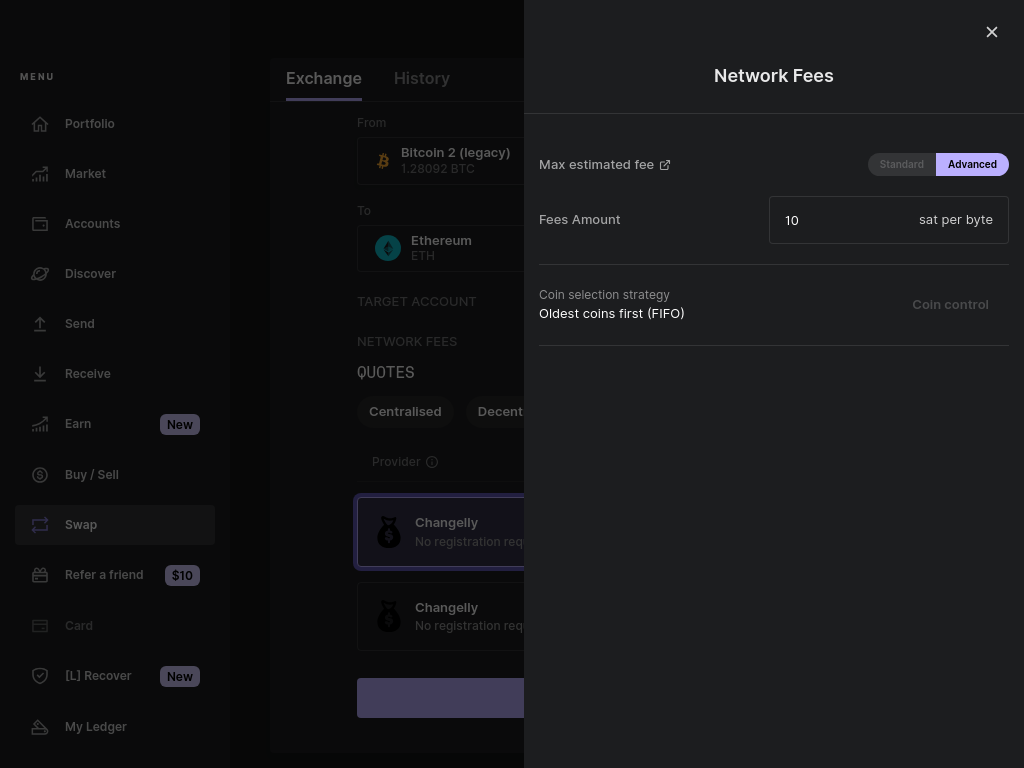 MENU
Portfolio
Market
Accounts
Discover
Send
Receive
Earn New
Buy / Sell
Swap
Refer a friend $10
Card
[L] Recover New
My Ledger
Exchange History
From
Bitcoin 2 (legacy)
1.28092 BTC
To
Ethereum
ETH
TARGET ACCOUNT
NETWORK FEES
QUOTES
Centralised Decent
Provider
Changelly
No registration req
Changelly
No registration req
Network Fees
Max estimated fee Standard Advanced
Fees Amount 10 sat per byte
Coin selection strategy
Oldest coins first (FIFO)
Coin control